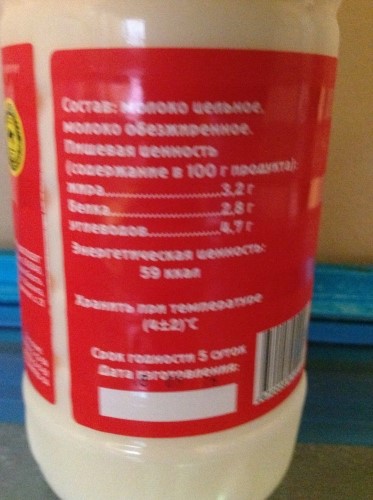 Состав: молоко цельное,
молоко обезжиренное.
Пищевая ценность
(содержание в 100 г продукта):
жира......................3,2 г
белка......................2,8 г
углеводов..............4,7 г
Энергетическая ценность:
59 ккал
Хранить при температуре
(4±2)°С
Срок годности 5 суток
Дата изготовления: